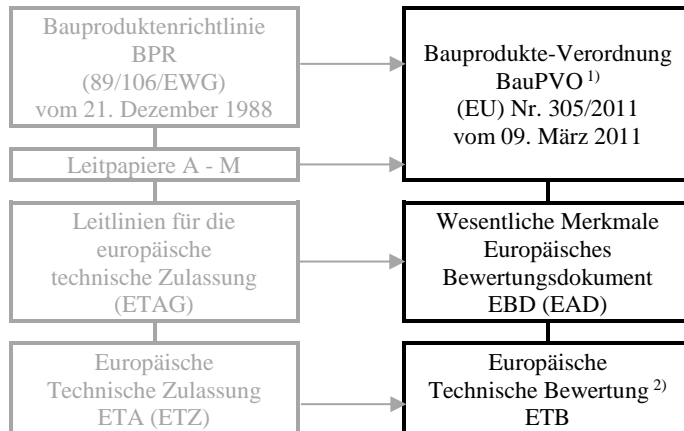 Bauproduktenrichtlinie
BPR
(89/106/EWG)
vom 21. Dezember 1988
Leitpapiere A - M
Leitlinien für die
europäische
technische Zulassung
(ETAG)
Europäische
Technische Zulassung
ETA (ETZ)
Bauprodukte-Verordnung
BauPVO 1)
(EU) Nr. 305/2011
vom 09. März 2011
Wesentliche Merkmale
Europäisches
Bewertungsdokument
EBD (EAD)
Europäische
Technische Bewertung 2)
ETB